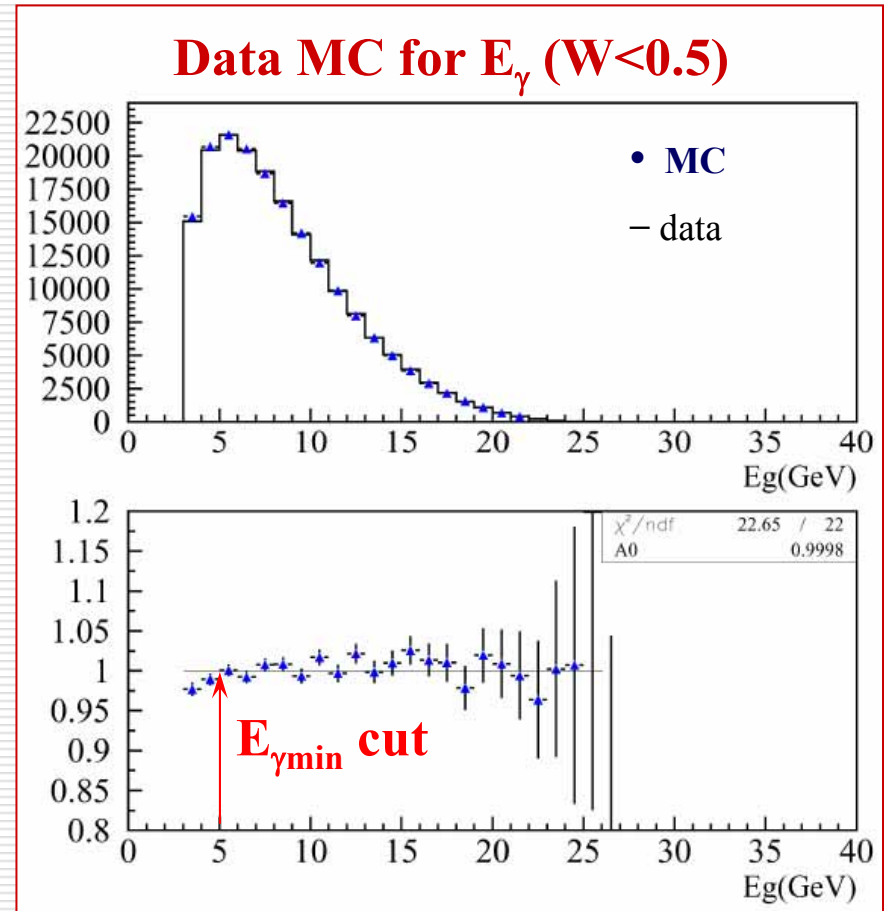 Data MC for Eγ (W<0.5)
22500
20000
17500
15000
12500
10000
7500
5000
2500
0
• MC
– data
0 5 10 15 20 25 30 35 40
Eg(GeV)
1.2
1.15
1.1
1.05
1
0.95
0.9
0.85
0.8
χ²/ndf 22.65 / 22
A0 0.9998
Eγmin cut
0 5 10 15 20 25 30 35 40
Eg(GeV)